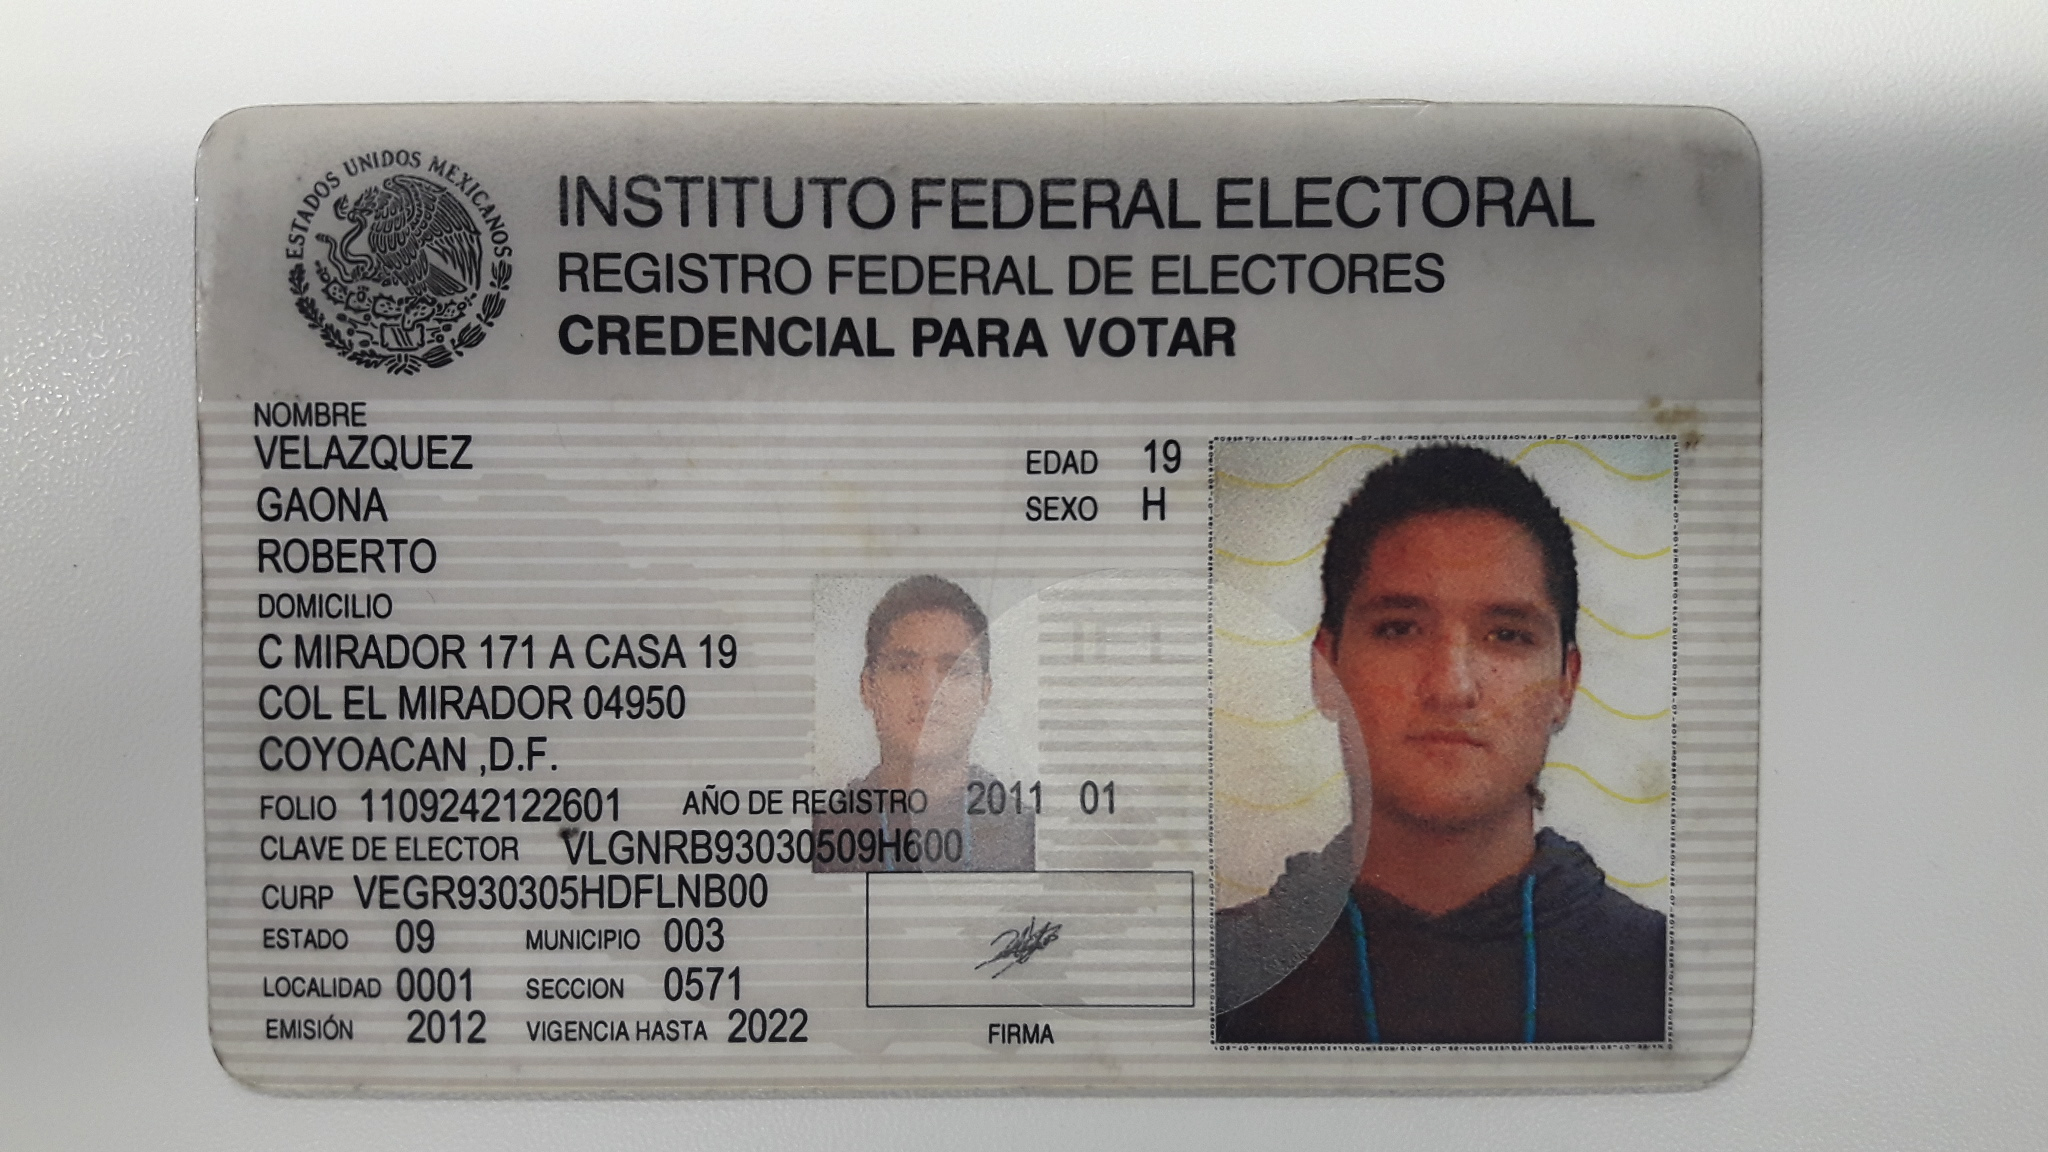 ESTADOS UNIDOS MEXICANOS
INSTITUTO FEDERAL ELECTORAL
REGISTRO FEDERAL DE ELECTORES
CREDENCIAL PARA VOTAR
NOMBRE
VELAZQUEZ
GAONA
ROBERTO
EDAD 19
SEXO H
DOMICILIO
C MIRADOR 171 A CASA 19
COL EL MIRADOR 04950
COYOACAN ,D.F.
FOLIO 1109242122601 AÑO DE REGISTRO 2011 01
CLAVE DE ELECTOR VLGNRB93030509H600
CURP VEGR930305HDFLNB00
ESTADO 09 MUNICIPIO 003
LOCALIDAD 0001 SECCION 0571
EMISIÓN 2012 VIGENCIA HASTA 2022
FIRMA